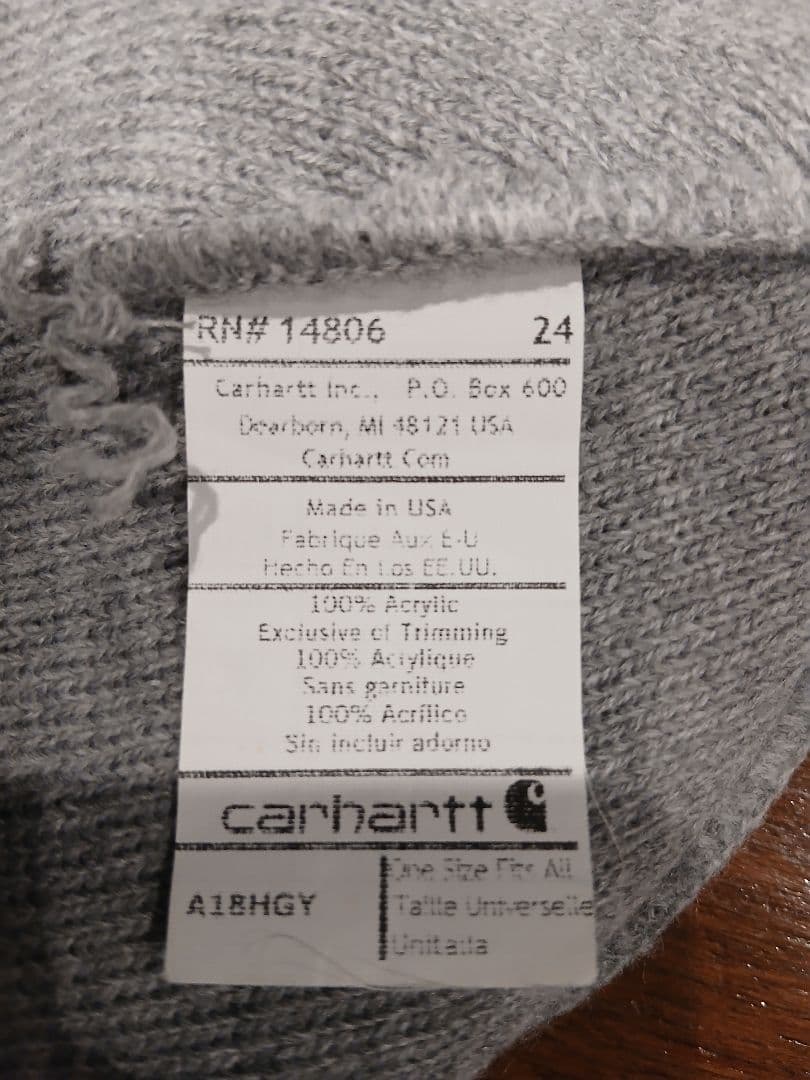 RN# 14806 24
Carhartt Inc., P.O. Box 600
Dearborn, MI 48121 USA
Carhartt.Com
Made in USA
Fabrique Aux E-U
Hecho En Los EE.UU.
100% Acrylic
Exclusive of Trimming
100% Acrylique
Sans garniture
100% Acrílico
Sin incluir adorno
carhartt
A18HGY
One Size Fits All
Taille Universelle
Unitada